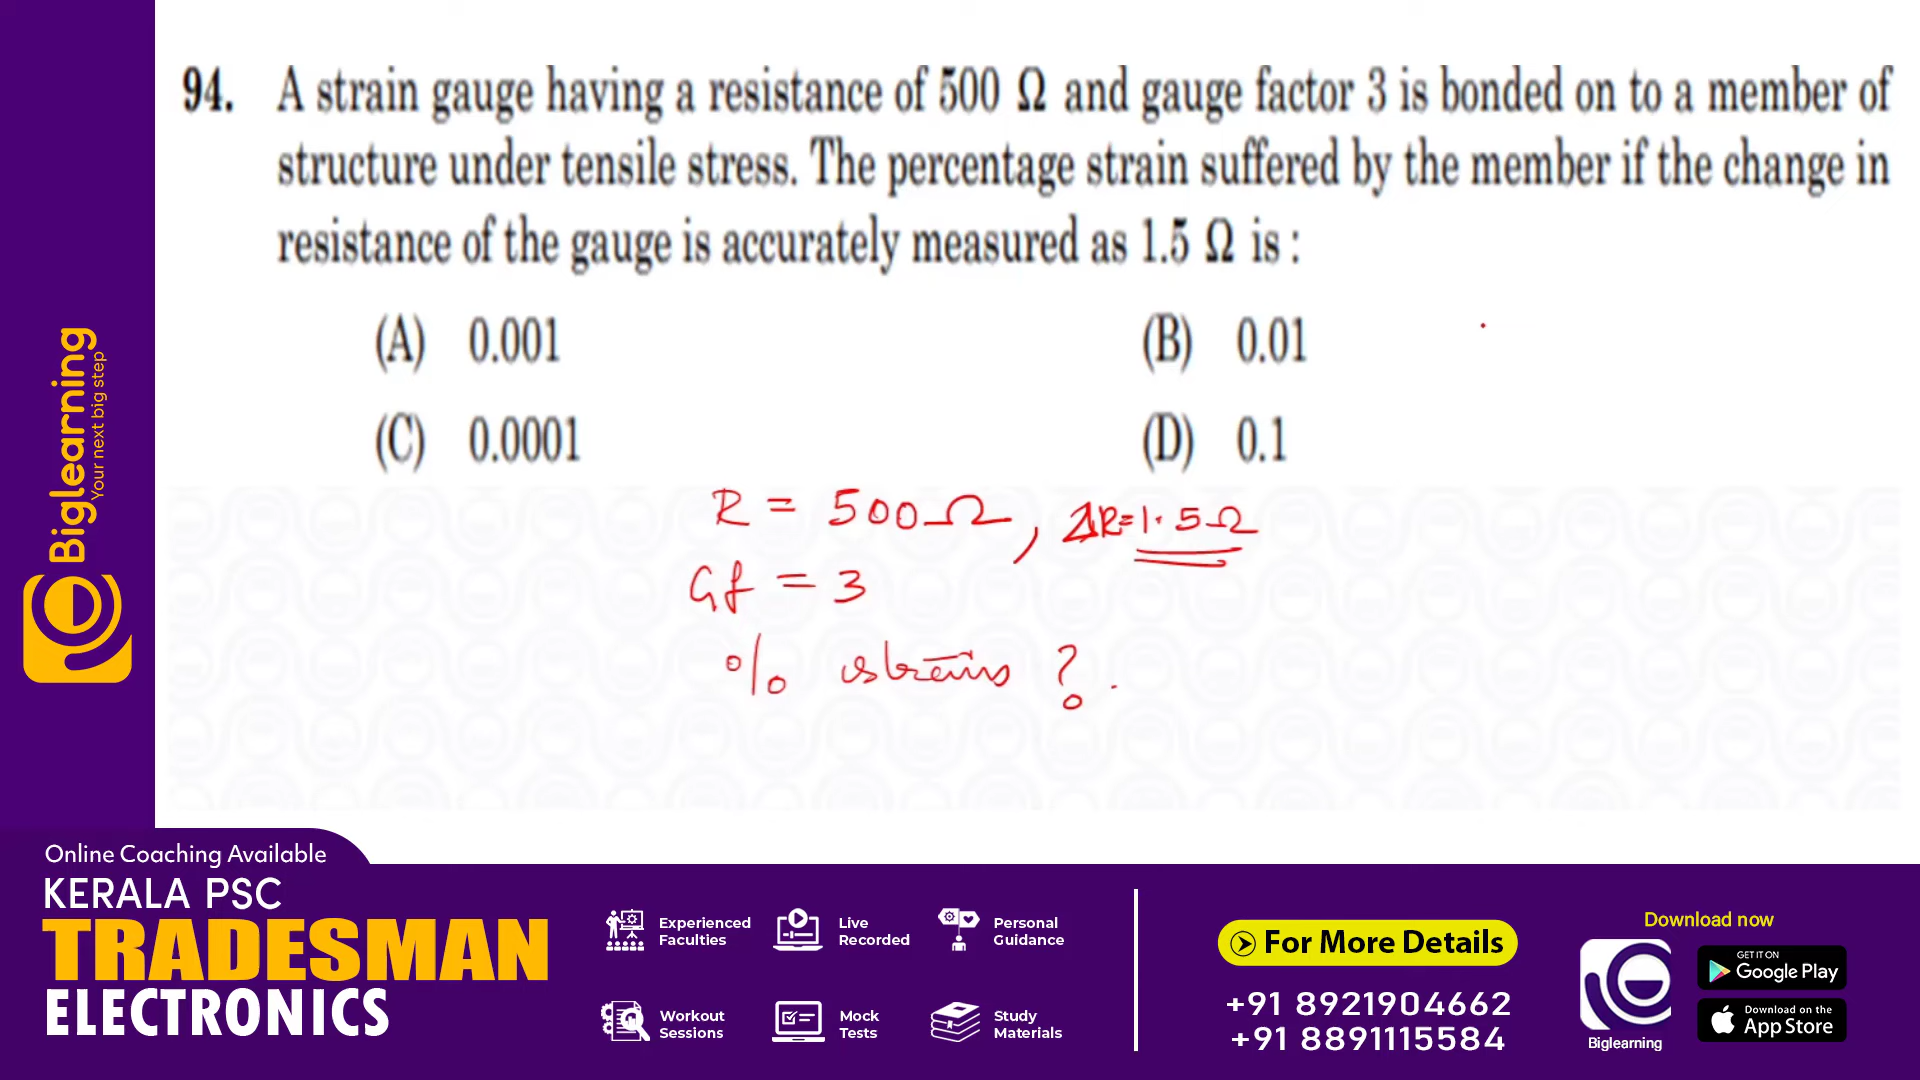 94. A strain gauge having a resistance of 500 Ω and gauge factor 3 is bonded on to a member of
structure under tensile stress. The percentage strain suffered by the member if the change in
resistance of the gauge is accurately measured as 1.5 Ω is :
(A) 0.001 (B) 0.01
(C) 0.0001 (D) 0.1
R = 500Ω, ΔR=1.5Ω
Gf = 3
% strain ?
Biglearning
Your next big step
Online Coaching Available
KERALA PSC
TRADESMAN
ELECTRONICS
Experienced
Faculties
Live
Recorded
Personal
Guidance
Workout
Sessions
Mock
Tests
Study
Materials
For More Details
+91 8921904662
+91 8891115584
Download now
Biglearning
GET IT ON
Google Play
Download on the
App Store